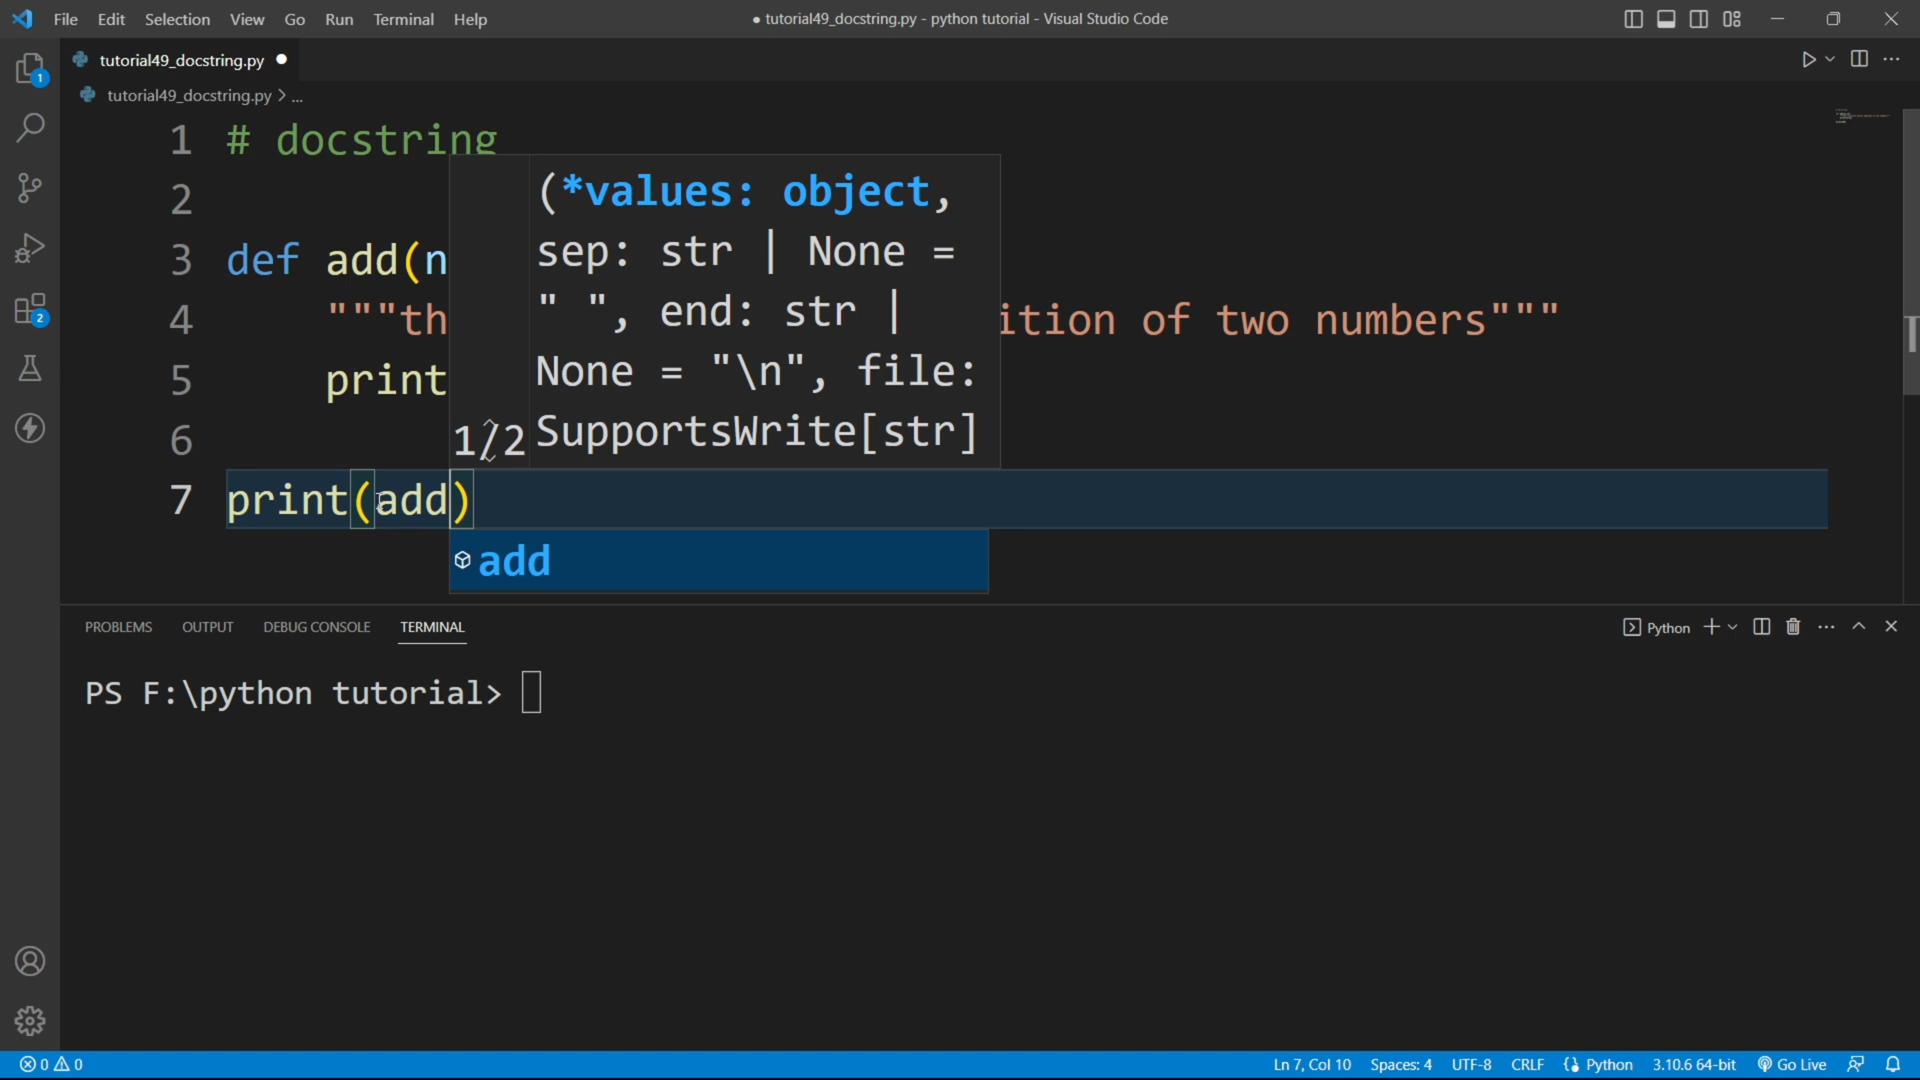 File Edit Selection View Go Run Terminal Help
● tutorial49_docstring.py - python tutorial - Visual Studio Code
tutorial49_docstring.py ●
tutorial49_docstring.py > ...
1 # docstring
2
3 def add(n
4 """th ition of two numbers"""
5 print
6
7 print(add)
(*values: object,
sep: str | None =
" ", end: str |
None = "\n", file:
1/2 SupportsWrite[str]
add
1
2
PROBLEMS OUTPUT DEBUG CONSOLE TERMINAL
Python
PS F:\python tutorial>
0 0
Ln 7, Col 10 Spaces: 4 UTF-8 CRLF Python 3.10.6 64-bit Go Live